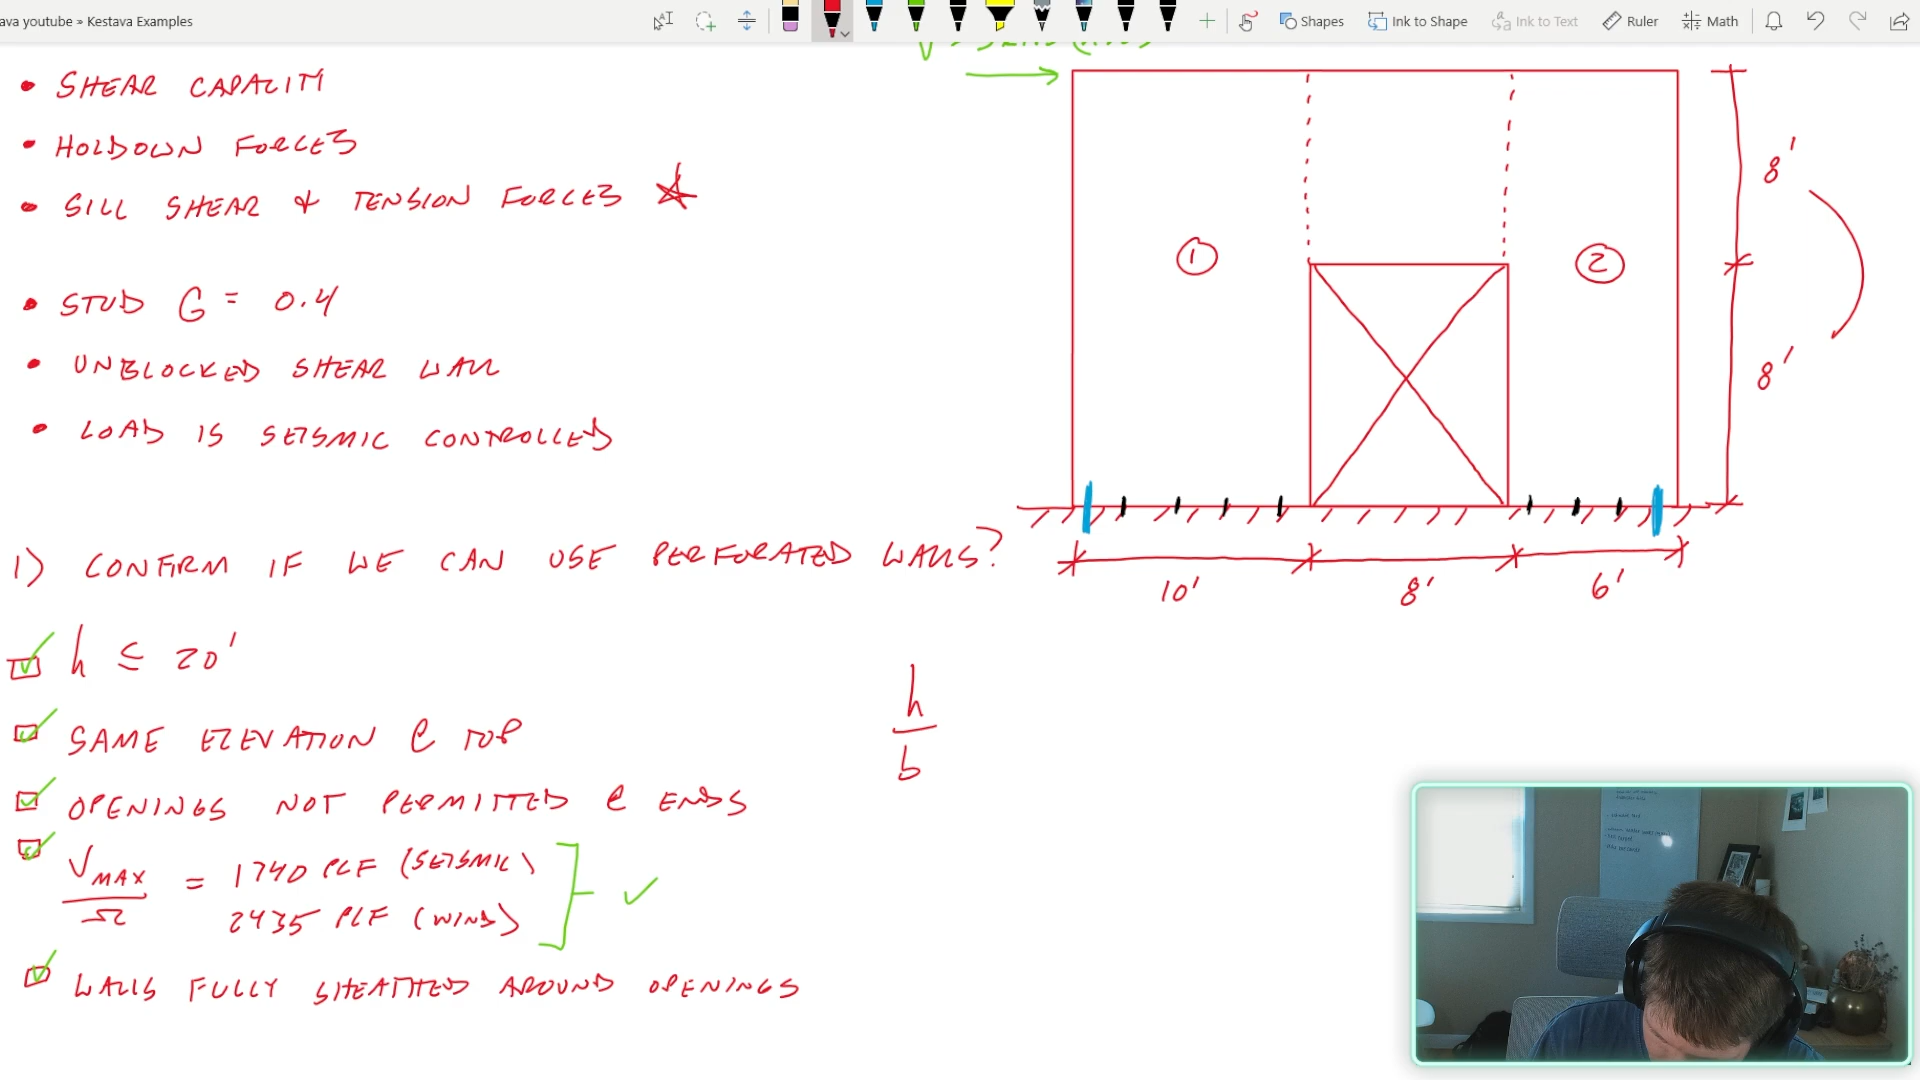 ava youtube » Kestava Examples
Shapes
Ink to Shape
Ink to Text
Ruler
Math
• SHEAR CAPACITY
• HOLDOWN FORCES
• SILL SHEAR & TENSION FORCES
• STUD G = 0.4
• UNBLOCKED SHEAR WALL
• LOAD IS SEISMIC CONTROLLED
8'
8'
① ②
10' 8' 6'
1) CONFIRM IF WE CAN USE PERFORATED WALLS?
h ≤ 20'
SAME ELEVATION @ TOP
OPENINGS NOT PERMITTED @ ENDS
VMAX/Ω = 1740 PLF (SEISMIC)
2435 PLF (WIND)
WALLS FULLY SHEATHED AROUND OPENINGS
h
b